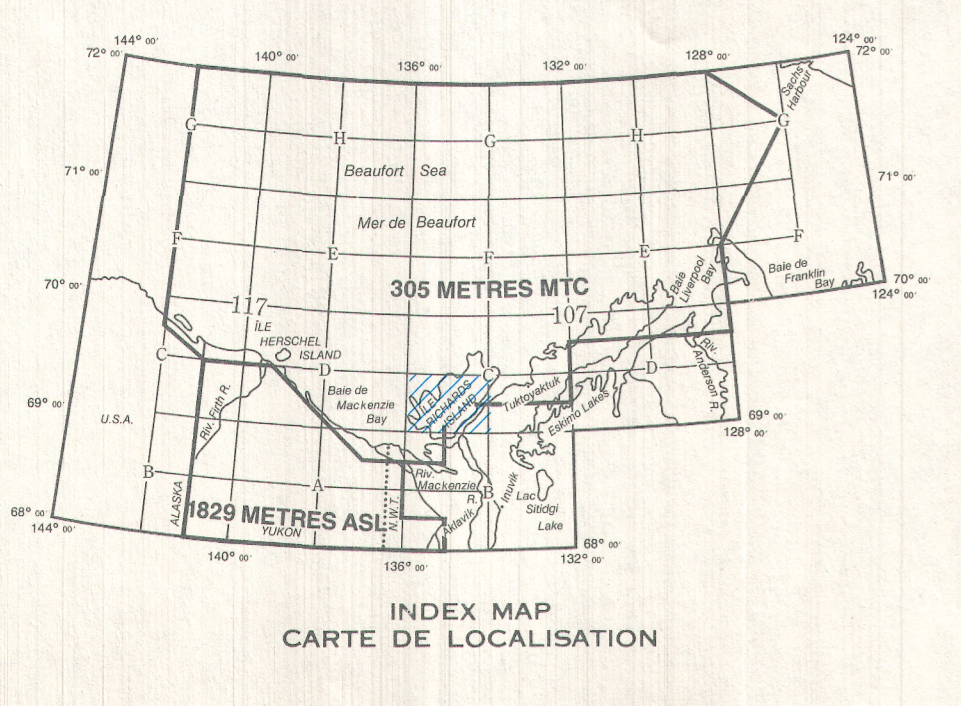 144° 00'
140° 00'
136° 00'
132° 00'
128° 00'
124° 00'
72° 00'
72° 00'
Sachs
Harbour
G
H
G
H
G
Beaufort Sea
71° 00'
71° 00'
Mer de Beaufort
F
E
F
E
F
Baie
Liverpool
Bay
Baie de
Franklin
Bay
70° 00'
70° 00'
124° 00'
305 METRES MTC
117
107
ÎLE
HERSCHEL
ISLAND
C
D
C
D
Riv.
Anderson R.
Riv. Firth R.
Baie de
Mackenzie
Bay
ÎLE
RICHARDS
ISLAND
Tuktoyaktuk
Eskimo Lakes
69° 00'
69° 00'
128° 00'
U.S.A.
B
A
B
Riv.
Mackenzie
R.
Inuvik
Lac
Sitidgi
Lake
ALASKA
1829 METRES ASL
N.W.T.
Aklavik
YUKON
68° 00'
144° 00'
68° 00'
132° 00'
140° 00'
136° 00'
INDEX MAP
CARTE DE LOCALISATION